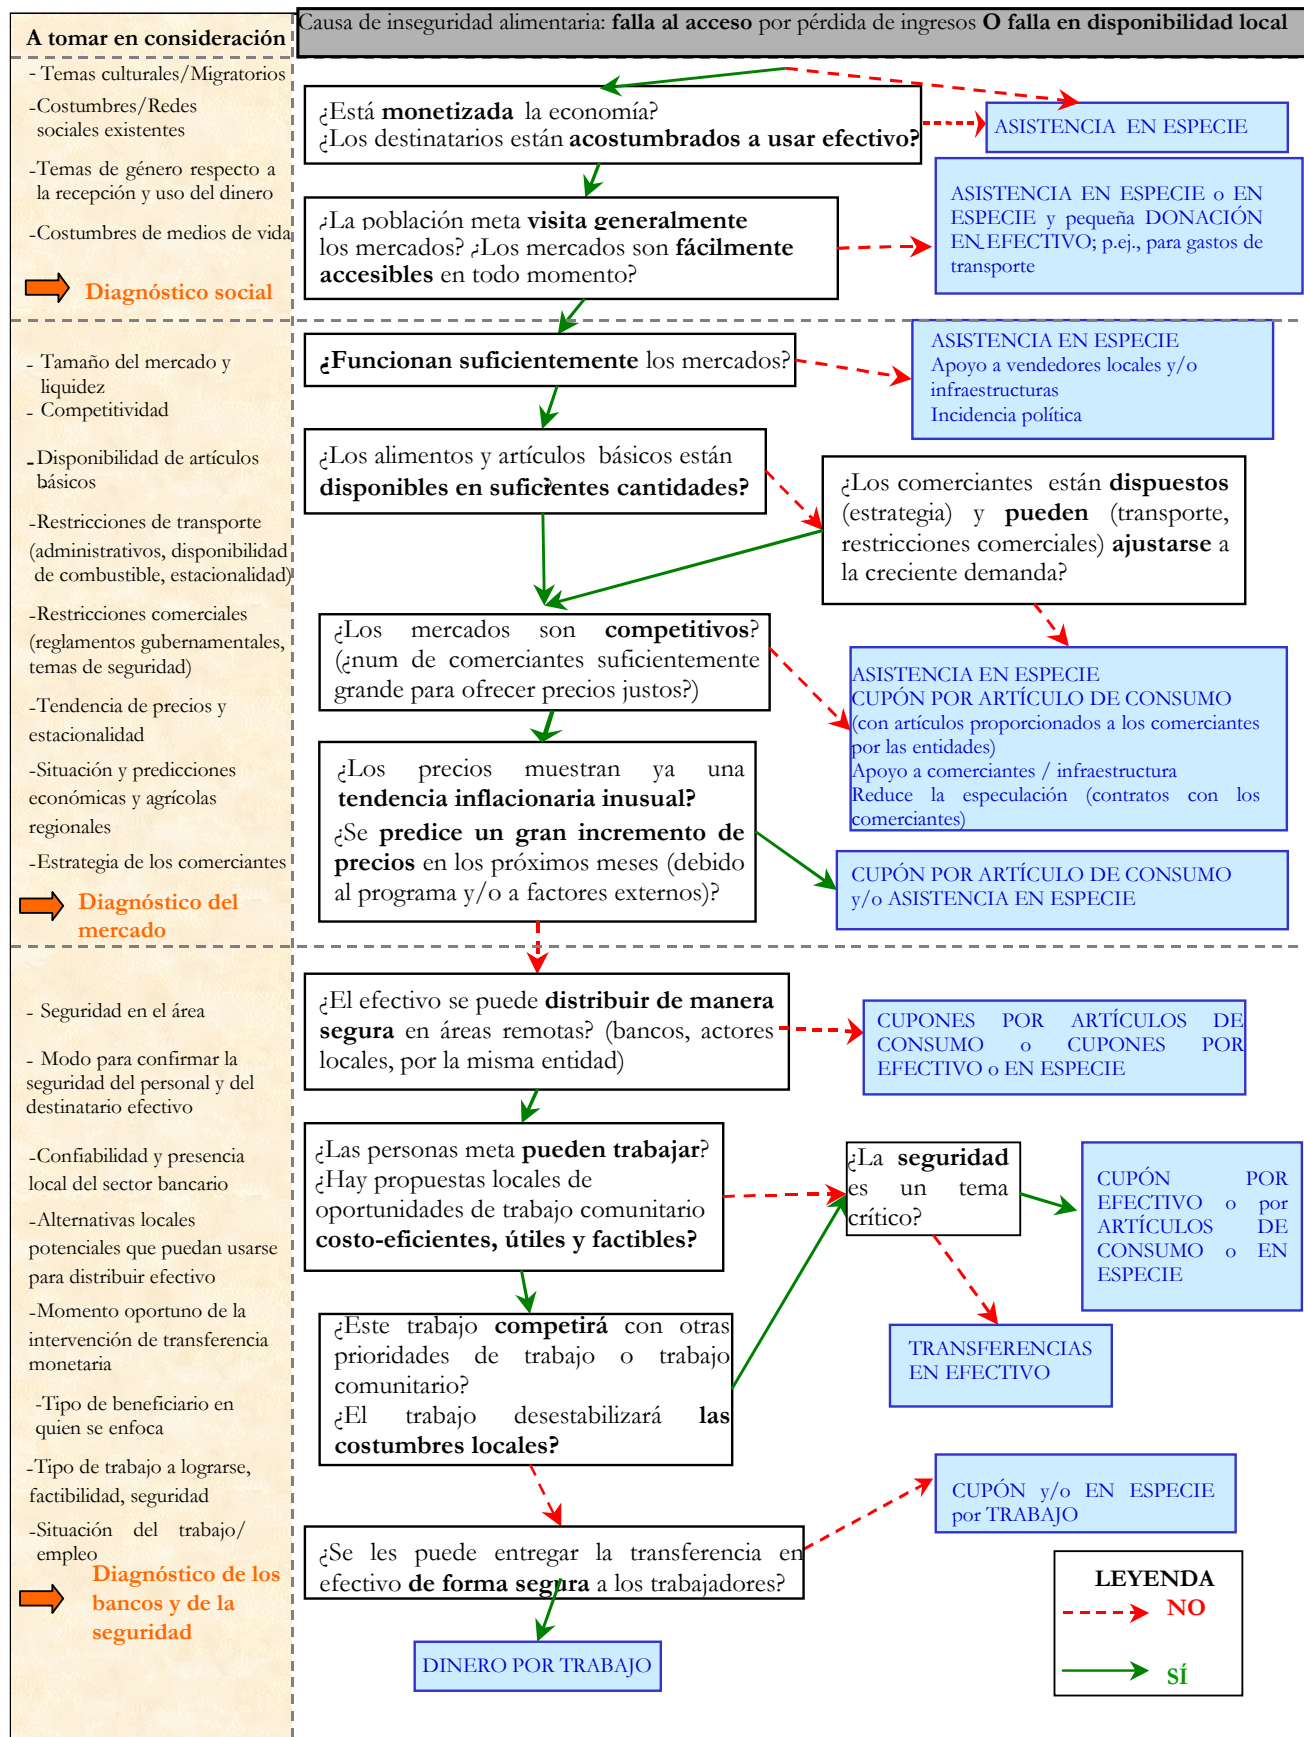 A tomar en consideración
- Temas culturales/Migratorios
-Costumbres/Redes
sociales existentes
-Temas de género respecto a
la recepción y uso del dinero
-Costumbres de medios de vida
Diagnóstico social
- Tamaño del mercado y
liquidez
- Competitividad
-Disponibilidad de artículos
básicos
-Restricciones de transporte
(administrativos, disponibilidad
de combustible, estacionalidad)
-Restricciones comerciales
(reglamentos gubernamentales,
temas de seguridad)
-Tendencia de precios y
estacionalidad
-Situación y predicciones
económicas y agrícolas
regionales
-Estrategia de los comerciantes
Diagnóstico del
mercado
- Seguridad en el área
- Modo para confirmar la
seguridad del personal y del
destinatario efectivo
-Confiabilidad y presencia
local del sector bancario
-Alternativas locales
potenciales que puedan usarse
para distribuir efectivo
-Momento oportuno de la
intervención de transferencia
monetaria
-Tipo de beneficiario en
quien se enfoca
-Tipo de trabajo a lograrse,
factibilidad, seguridad
-Situación del trabajo/
empleo
Diagnóstico de los
bancos y de la
seguridad
Causa de inseguridad alimentaria: falla al acceso por pérdida de ingresos O falla en disponibilidad local
¿Está monetizada la economía?
¿Los destinatarios están acostumbrados a usar efectivo?
ASISTENCIA EN ESPECIE
¿La población meta visita generalmente
los mercados? ¿Los mercados son fácilmente
accesibles en todo momento?
ASISTENCIA EN ESPECIE o EN
ESPECIE y pequeña DONACIÓN
EN EFECTIVO; p.ej., para gastos de
transporte
¿Funcionan suficientemente los mercados?
ASISTENCIA EN ESPECIE
Apoyo a vendedores locales y/o
infraestructuras
Incidencia política
¿Los alimentos y artículos básicos están
disponibles en suficientes cantidades?
¿Los comerciantes están dispuestos
(estrategia) y pueden (transporte,
restricciones comerciales) ajustarse a
la creciente demanda?
¿Los mercados son competitivos?
(¿num de comerciantes suficientemente
grande para ofrecer precios justos?)
ASISTENCIA EN ESPECIE
CUPÓN POR ARTÍCULO DE CONSUMO
(con artículos proporcionados a los comerciantes
por las entidades)
Apoyo a comerciantes / infraestructura
Reduce la especulación (contratos con los
comerciantes)
¿Los precios muestran ya una
tendencia inflacionaria inusual?
¿Se predice un gran incremento de
precios en los próximos meses (debido
al programa y/o a factores externos)?
CUPÓN POR ARTÍCULO DE CONSUMO
y/o ASISTENCIA EN ESPECIE
¿El efectivo se puede distribuir de manera
segura en áreas remotas? (bancos, actores
locales, por la misma entidad)
CUPONES POR ARTÍCULOS DE
CONSUMO o CUPONES POR
EFECTIVO o EN ESPECIE
¿Las personas meta pueden trabajar?
¿Hay propuestas locales de
oportunidades de trabajo comunitario
costo-eficientes, útiles y factibles?
¿La seguridad
es un tema
crítico?
CUPÓN POR
EFECTIVO o por
ARTÍCULOS DE
CONSUMO o EN
ESPECIE
¿Este trabajo competirá con otras
prioridades de trabajo o trabajo
comunitario?
¿El trabajo desestabilizará las
costumbres locales?
TRANSFERENCIAS
EN EFECTIVO
CUPÓN y/o EN ESPECIE
por TRABAJO
¿Se les puede entregar la transferencia en
efectivo de forma segura a los trabajadores?
DINERO POR TRABAJO
LEYENDA
NO
SÍ